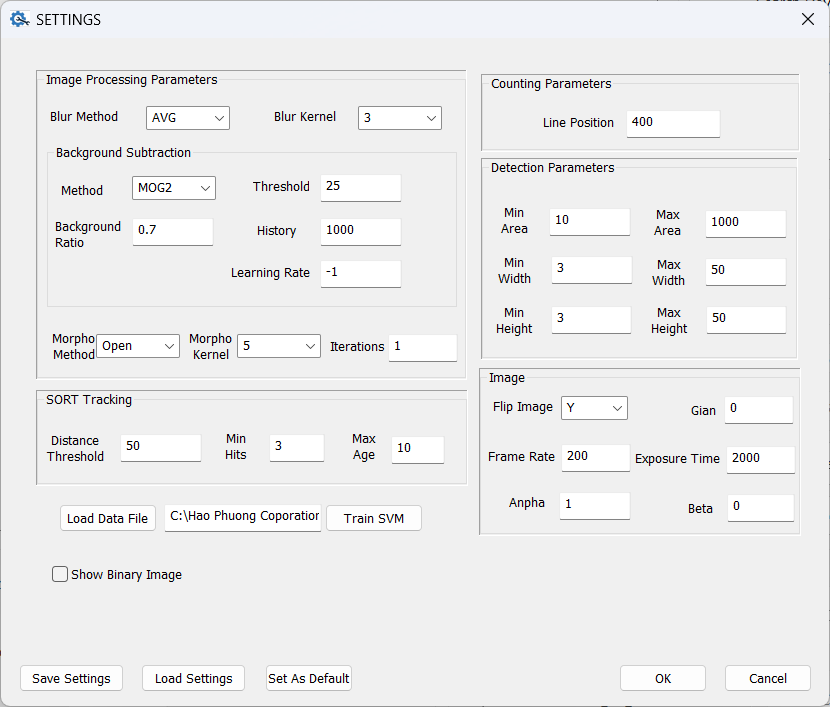 SETTINGS
Image Processing Parameters
Blur Method AVG Blur Kernel 3
Background Subtraction
Method MOG2 Threshold 25
Background Ratio 0.7 History 1000
Learning Rate -1
Morpho Method Open Morpho Kernel 5 Iterations 1
SORT Tracking
Distance Threshold 50 Min Hits 3 Max Age 10
Load Data File C:\Hao Phuong Coporation Train SVM
Show Binary Image
Counting Parameters
Line Position 400
Detection Parameters
Min Area 10 Max Area 1000
Min Width 3 Max Width 50
Min Height 3 Max Height 50
Image
Flip Image Y Gian 0
Frame Rate 200 Exposure Time 2000
Anpha 1 Beta 0
Save Settings Load Settings Set As Default OK Cancel